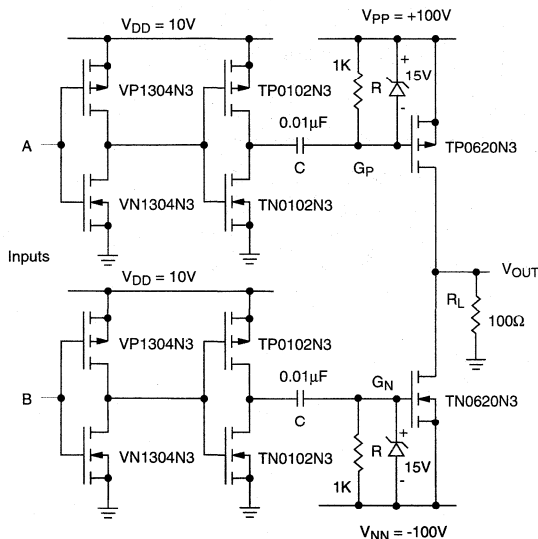 V_DD = 10V
V_PP = +100V
1K
R
+
15V
-
VP1304N3
TP0102N3
0.01μF
C
G_P
TP0620N3
A
VN1304N3
TN0102N3
Inputs
V_DD = 10V
V_OUT
R_L
100Ω
VP1304N3
TP0102N3
0.01μF
C
G_N
TN0620N3
B
VN1304N3
TN0102N3
R
+
15V
-
1K
V_NN = -100V